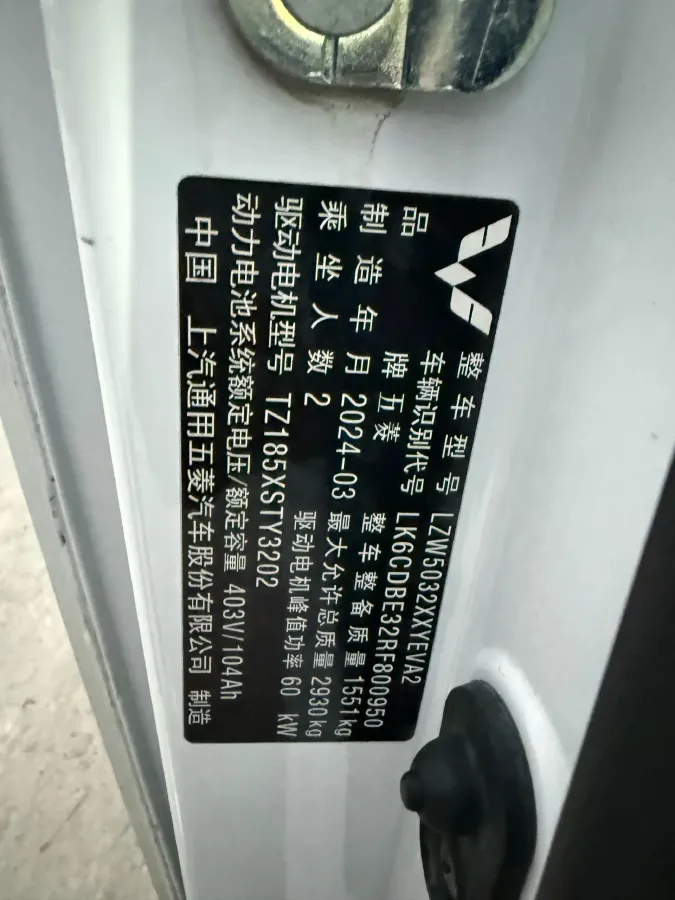 整车型号 LZW5032XXYEVA2
车辆识别代号 LK6CDBE32RF800950
品牌 五菱 整车整备质量 1551kg
制造年月 2024-03 最大允许总质量 2930kg
乘坐人数 2 驱动电机峰值功率 60 kW
驱动电机型号 TZ185XSTY3202
动力电池系统额定电压/额定容量 403V/104Ah
中国 上汽通用五菱汽车股份有限公司 制造